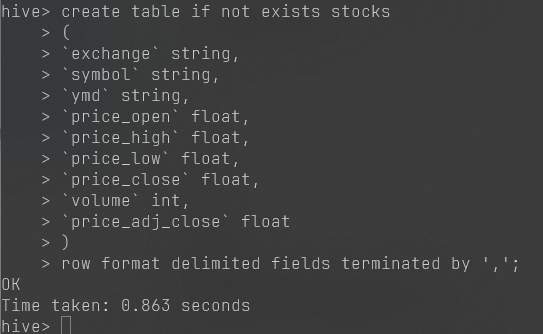 hive> create table if not exists stocks
    > (
    > `exchange` string,
    > `symbol` string,
    > `ymd` string,
    > `price_open` float,
    > `price_high` float,
    > `price_low` float,
    > `price_close` float,
    > `volume` int,
    > `price_adj_close` float
    > )
    > row format delimited fields terminated by ',';
OK
Time taken: 0.863 seconds
hive>